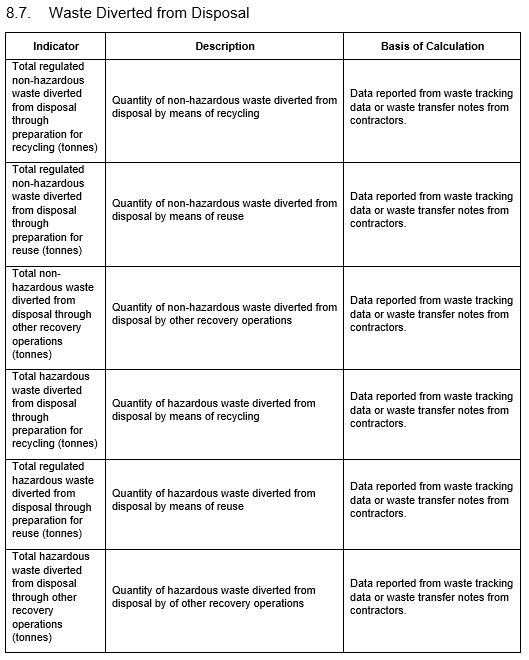 8.7. Waste Diverted from Disposal
Indicator
Description
Basis of Calculation
Total regulated
non-hazardous
waste diverted
from disposal
through
preparation for
recycling (tonnes)
Quantity of non-hazardous waste diverted from
disposal by means of recycling
Data reported from waste tracking
data or waste transfer notes from
contractors.
Total regulated
non-hazardous
waste diverted
from disposal
through
preparation for
reuse (tonnes)
Quantity of non-hazardous waste diverted from
disposal by means of reuse
Data reported from waste tracking
data or waste transfer notes from
contractors.
Total non-
hazardous waste
diverted from
disposal through
other recovery
operations
(tonnes)
Quantity of non-hazardous waste diverted from
disposal by other recovery operations
Data reported from waste tracking
data or waste transfer notes from
contractors.
Total hazardous
waste diverted
from disposal
through
preparation for
recycling (tonnes)
Quantity of hazardous waste diverted from
disposal by means of recycling
Data reported from waste tracking
data or waste transfer notes from
contractors.
Total regulated
hazardous waste
diverted from
disposal through
preparation for
reuse (tonnes)
Quantity of hazardous waste diverted from
disposal by means of reuse
Data reported from waste tracking
data or waste transfer notes from
contractors.
Total hazardous
waste diverted
from disposal
through other
recovery
operations
(tonnes)
Quantity of hazardous waste diverted from
disposal by of other recovery operations
Data reported from waste tracking
data or waste transfer notes from
contractors.